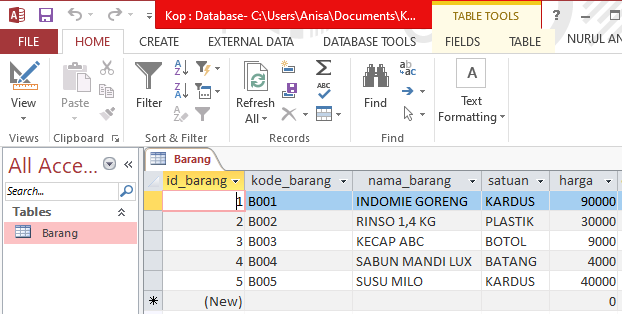 Kop : Database- C:\Users\Anisa\Documents\K...
TABLE TOOLS
FILE HOME CREATE EXTERNAL DATA DATABASE TOOLS FIELDS TABLE NURUL AN
View
Paste
Filter
Refresh All
Find
Text Formatting
ABC
ab
ac
Views Clipboard Sort & Filter Records Find
All Acce...
Search...
Tables
Barang
Barang
id_barang kode_barang nama_barang satuan harga
1 B001 INDOMIE GORENG KARDUS 90000
2 B002 RINSO 1,4 KG PLASTIK 30000
3 B003 KECAP ABC BOTOL 9000
4 B004 SABUN MANDI LUX BATANG 4000
5 B005 SUSU MILO KARDUS 40000
(New) 0